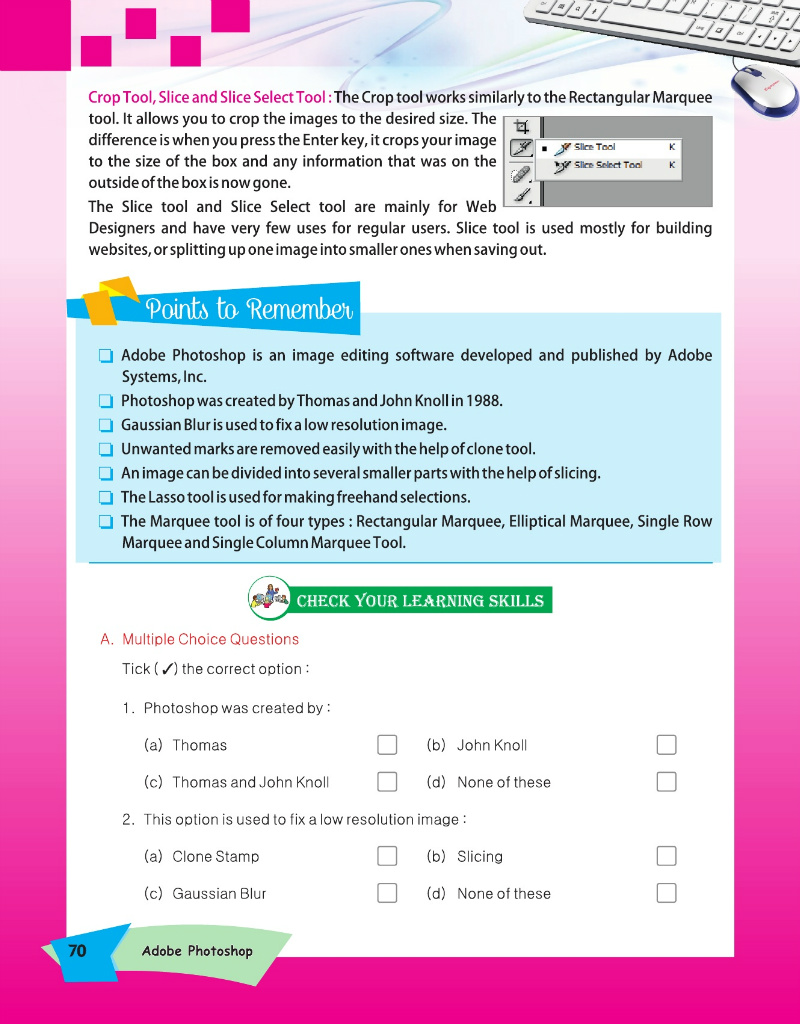 Crop Tool, Slice and Slice Select Tool : The Crop tool works similarly to the Rectangular Marquee
tool. It allows you to crop the images to the desired size. The
difference is when you press the Enter key, it crops your image
to the size of the box and any information that was on the
outside of the box is now gone.
Slice Tool K
Slice Select Tool K
The Slice tool and Slice Select tool are mainly for Web
Designers and have very few uses for regular users. Slice tool is used mostly for building
websites, or splitting up one image into smaller ones when saving out.
Points to Remember
❑ Adobe Photoshop is an image editing software developed and published by Adobe
Systems, Inc.
❑ Photoshop was created by Thomas and John Knoll in 1988.
❑ Gaussian Blur is used to fix a low resolution image.
❑ Unwanted marks are removed easily with the help of clone tool.
❑ An image can be divided into several smaller parts with the help of slicing.
❑ The Lasso tool is used for making freehand selections.
❑ The Marquee tool is of four types : Rectangular Marquee, Elliptical Marquee, Single Row
Marquee and Single Column Marquee Tool.
CHECK YOUR LEARNING SKILLS
A. Multiple Choice Questions
Tick (✓) the correct option :
1. Photoshop was created by :
(a) Thomas (b) John Knoll
(c) Thomas and John Knoll (d) None of these
2. This option is used to fix a low resolution image :
(a) Clone Stamp (b) Slicing
(c) Gaussian Blur (d) None of these
70 Adobe Photoshop